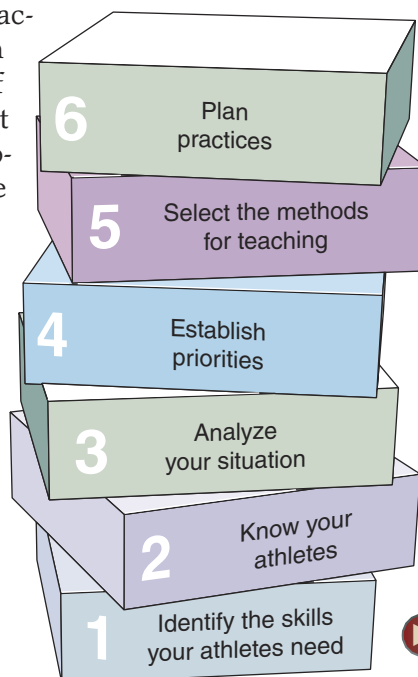 ac-
6 Plan
practices
5 Select the methods
for teaching
4 Establish
priorities
3 Analyze
your situation
2 Know your
athletes
1 Identify the skills
your athletes need